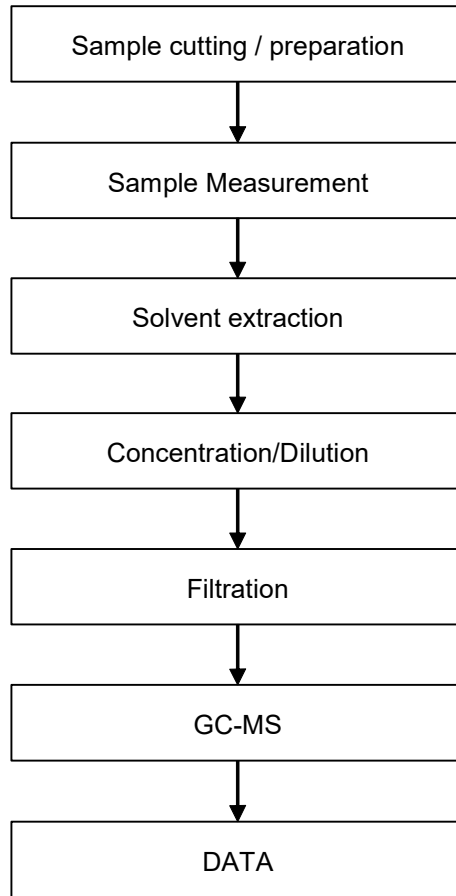 Sample cutting / preparation
Sample Measurement
Solvent extraction
Concentration/Dilution
Filtration
GC-MS
DATA